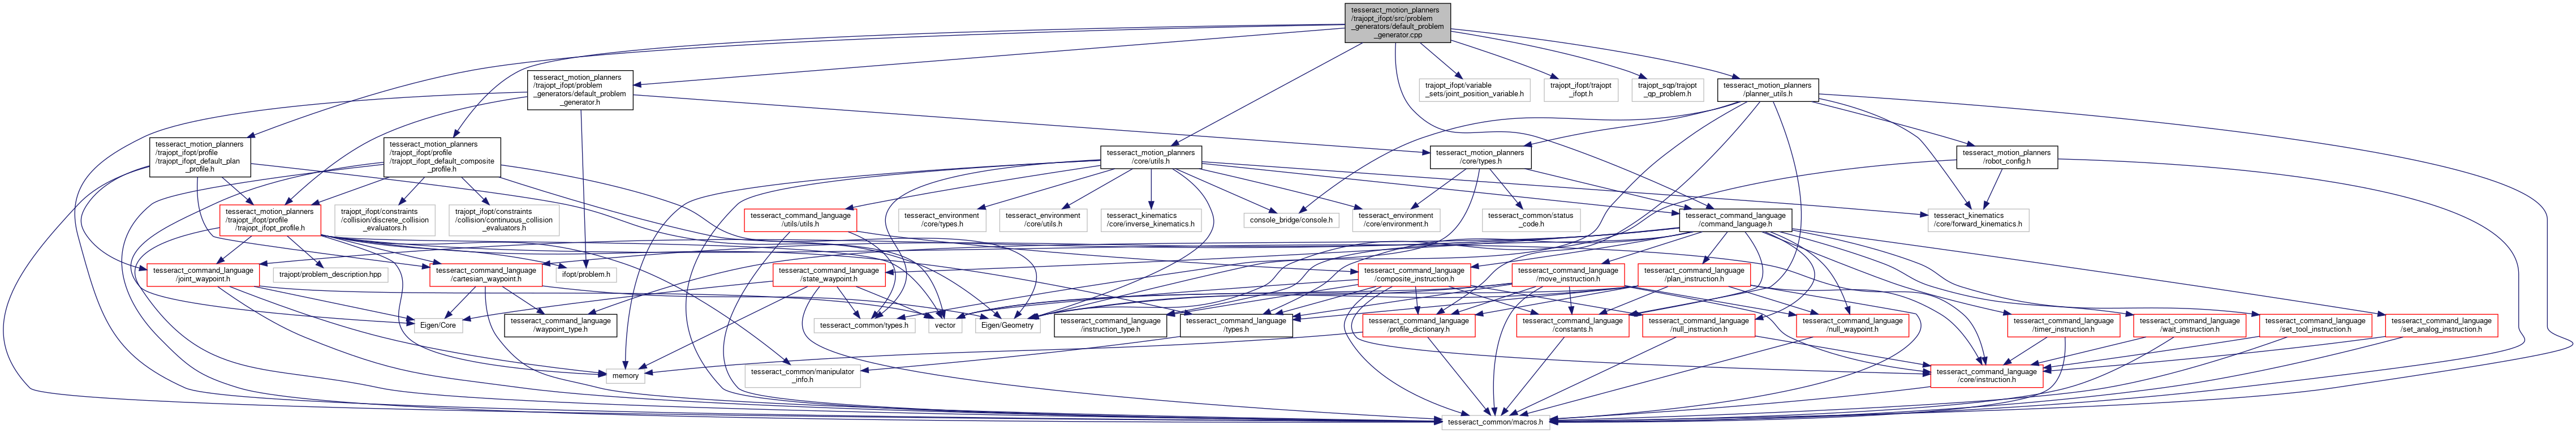 tesseract_motion_planners
/trajopt_ifopt/src/problem
_generators/default_problem
_generator.cpp
tesseract_motion_planners
/trajopt_ifopt/problem
_generators/default_problem
_generator.h
trajopt_ifopt/variable
_sets/joint_position_variable.h
trajopt_ifopt/trajopt
_ifopt.h
trajopt_sqp/trajopt
_qp_problem.h
tesseract_motion_planners
/planner_utils.h
tesseract_motion_planners
/trajopt_ifopt/profile
/trajopt_ifopt_default_plan
_profile.h
tesseract_motion_planners
/trajopt_ifopt/profile
/trajopt_ifopt_default_composite
_profile.h
tesseract_motion_planners
/core/utils.h
tesseract_motion_planners
/core/types.h
tesseract_motion_planners
/robot_config.h
tesseract_motion_planners
/trajopt_ifopt/profile
/trajopt_ifopt_profile.h
trajopt_ifopt/constraints
/collision/discrete_collision
_evaluators.h
trajopt_ifopt/constraints
/collision/continuous_collision
_evaluators.h
tesseract_command_language
/utils/utils.h
tesseract_environment
/core/types.h
tesseract_environment
/core/utils.h
tesseract_kinematics
/core/inverse_kinematics.h
console_bridge/console.h
tesseract_environment
/core/environment.h
tesseract_common/status
_code.h
tesseract_command_language
/command_language.h
tesseract_kinematics
/core/forward_kinematics.h
tesseract_command_language
/joint_waypoint.h
trajopt/problem_description.hpp
tesseract_command_language
/cartesian_waypoint.h
ifopt/problem.h
tesseract_command_language
/state_waypoint.h
tesseract_command_language
/composite_instruction.h
tesseract_command_language
/move_instruction.h
tesseract_command_language
/plan_instruction.h
Eigen/Core
tesseract_command_language
/waypoint_type.h
tesseract_common/types.h
vector
Eigen/Geometry
tesseract_command_language
/instruction_type.h
tesseract_command_language
/types.h
tesseract_command_language
/profile_dictionary.h
tesseract_command_language
/constants.h
tesseract_command_language
/null_instruction.h
tesseract_command_language
/null_waypoint.h
tesseract_command_language
/timer_instruction.h
tesseract_command_language
/wait_instruction.h
tesseract_command_language
/set_tool_instruction.h
tesseract_command_language
/set_analog_instruction.h
memory
tesseract_common/manipulator
_info.h
tesseract_command_language
/core/instruction.h
tesseract_common/macros.h